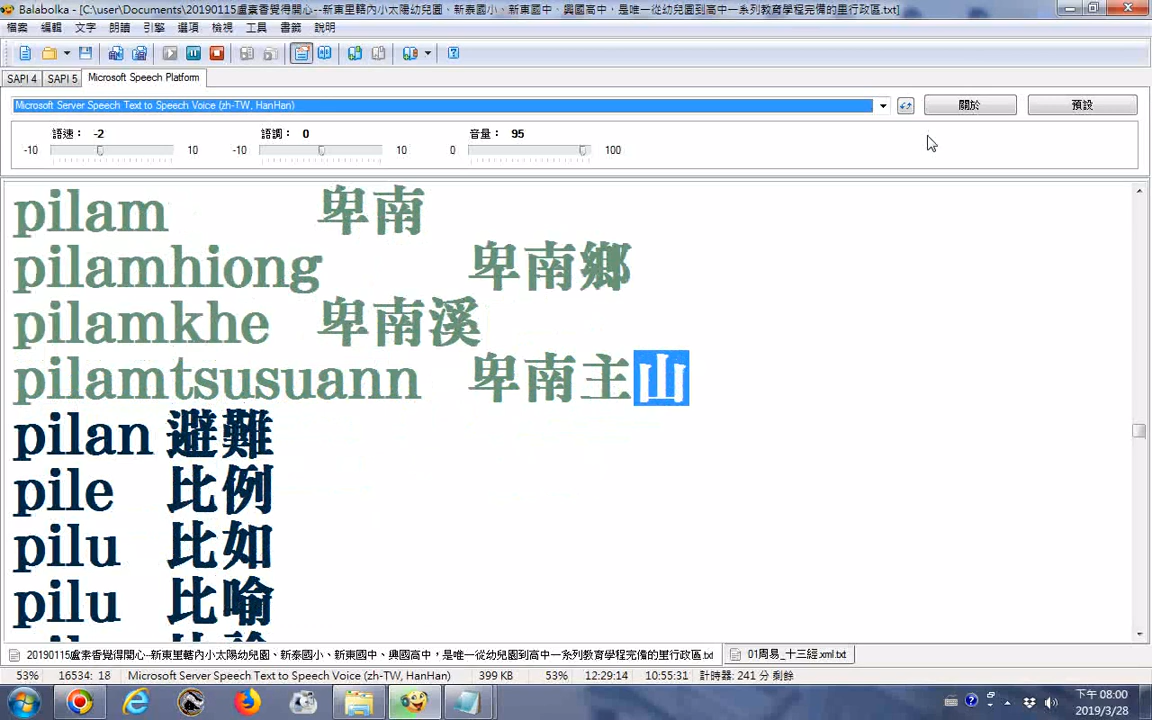 Balabolka - [C:\user\Documents\20190115盧素香覺得開心--新東里轄內小太陽幼兒園、新泰國小、新東國中、興國高中，是唯一從幼兒園到高中一系列教育學程完備的里行政區.txt]
檔案 編輯 文字 朗讀 引擎 選項 檢視 工具 書籤 說明
SAPI 4 SAPI 5 Microsoft Speech Platform
Microsoft Server Speech Text to Speech Voice (zh-TW, HanHan) 關於 預設
語速： -2 語調： 0 音量： 95
-10 10 -10 10 0 100
pilam 卑南
pilamhiong 卑南鄉
pilamkhe 卑南溪
pilamtsusuann 卑南主山
pilan 避難
pile 比例
pilu 比如
pilu 比喻
20190115盧素香覺得開心--新東里轄內小太陽幼兒園、新泰國小、新東國中、興國高中，是唯一從幼兒園到高中一系列教育學程完備的里行政區.txt 01周易_十三經.xml.txt
53% 16534: 18 Microsoft Server Speech Text to Speech Voice (zh-TW, HanHan) 399 KB 53% 12:29:14 10:55:31 計時器: 241 分 剩餘
下午 08:00
2019/3/28